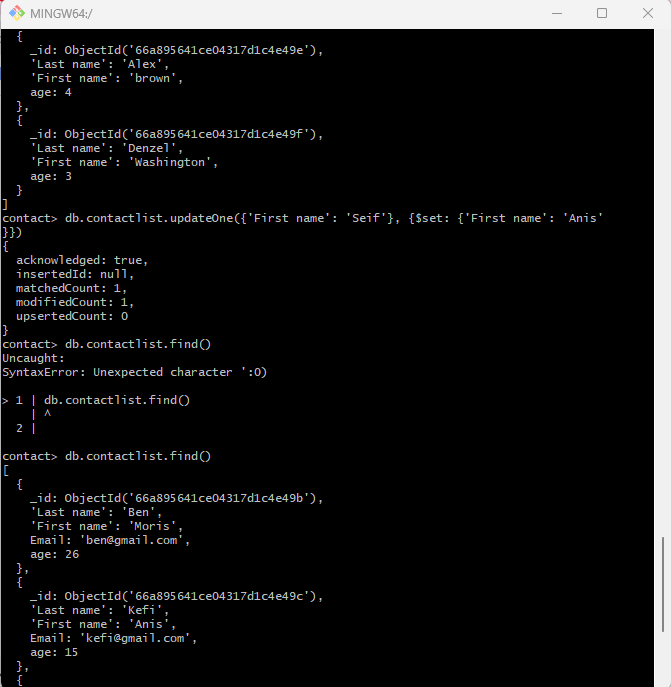 MINGW64:/
  {
    _id: ObjectId('66a895641ce04317d1c4e49e'),
    'Last name': 'Alex',
    'First name': 'brown',
    age: 4
  },
  {
    _id: ObjectId('66a895641ce04317d1c4e49f'),
    'Last name': 'Denzel',
    'First name': 'Washington',
    age: 3
  }
]
contact> db.contactlist.updateOne({'First name': 'Seif'}, {$set: {'First name': 'Anis'
}})
{
  acknowledged: true,
  insertedId: null,
  matchedCount: 1,
  modifiedCount: 1,
  upsertedCount: 0
}
contact> db.contactlist.find()
Uncaught:
SyntaxError: Unexpected character ':0)

> 1 | db.contactlist.find()
    | ^
  2 |

contact> db.contactlist.find()
[
  {
    _id: ObjectId('66a895641ce04317d1c4e49b'),
    'Last name': 'Ben',
    'First name': 'Moris',
    Email: 'ben@gmail.com',
    age: 26
  },
  {
    _id: ObjectId('66a895641ce04317d1c4e49c'),
    'Last name': 'Kefi',
    'First name': 'Anis',
    Email: 'kefi@gmail.com',
    age: 15
  },
  {